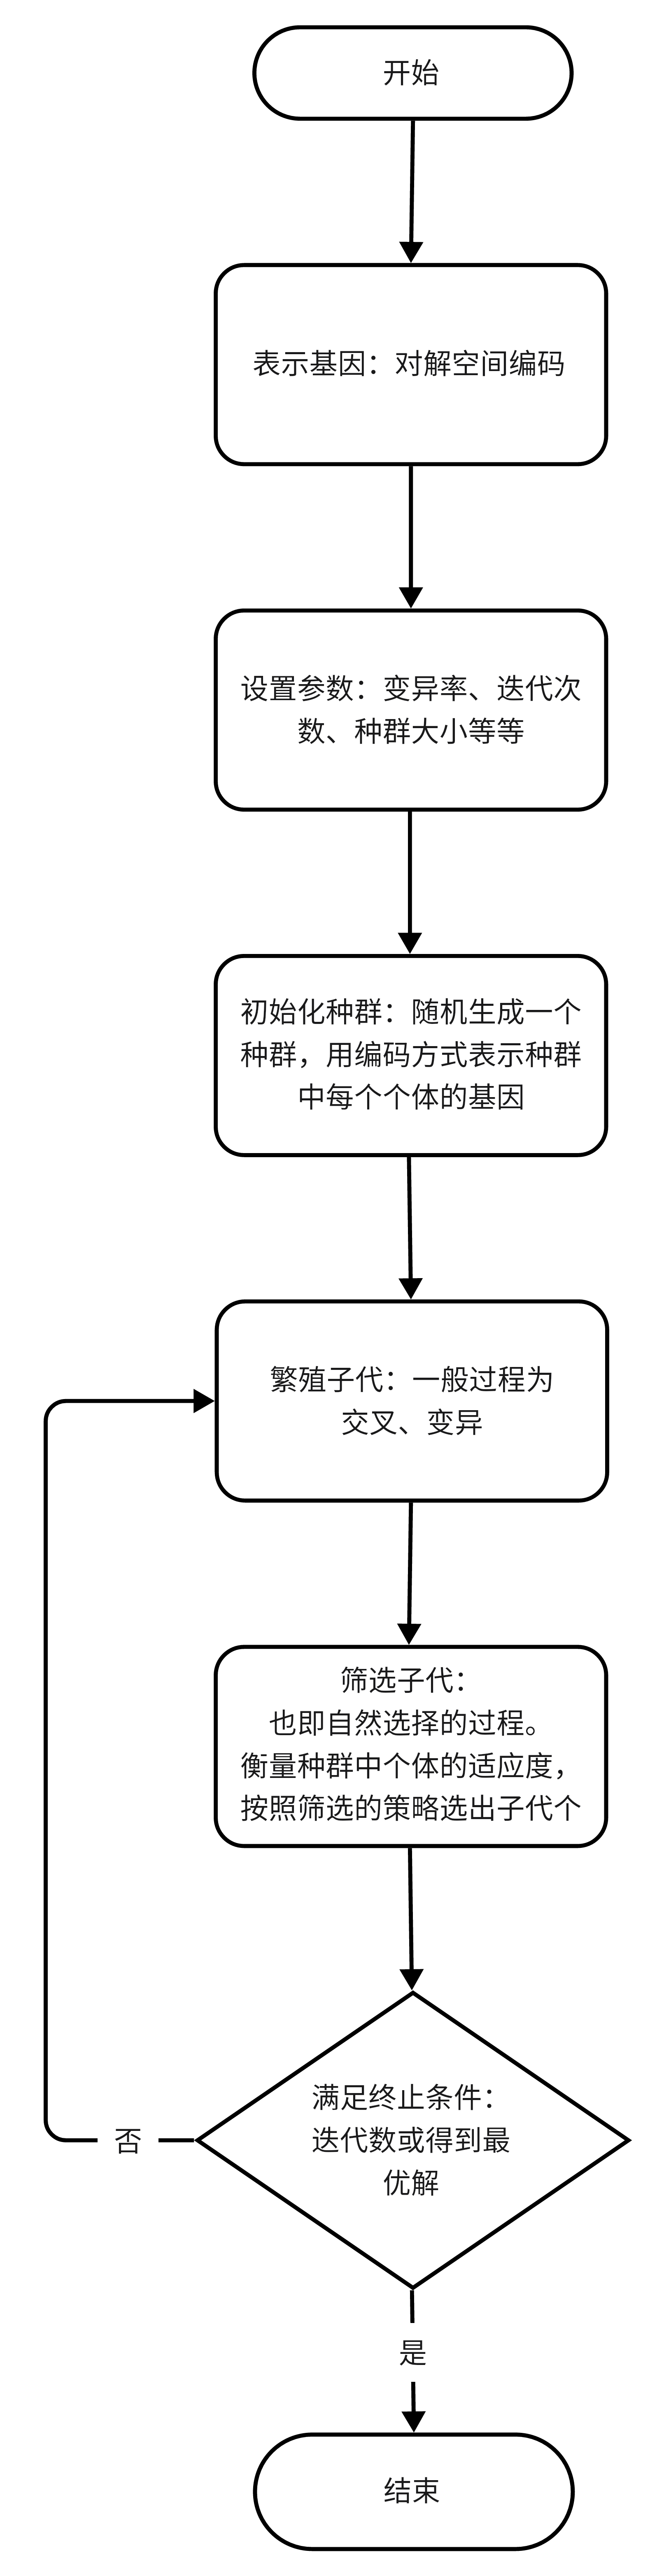 开始
表示基因：对解空间编码
设置参数：变异率、迭代次
数、种群大小等等
初始化种群：随机生成一个
种群，用编码方式表示种群
中每个个体的基因
繁殖子代：一般过程为
交叉、变异
筛选子代：
也即自然选择的过程。
衡量种群中个体的适应度，
按照筛选的策略选出子代个
满足终止条件：
迭代数或得到最
优解
否
是
结束